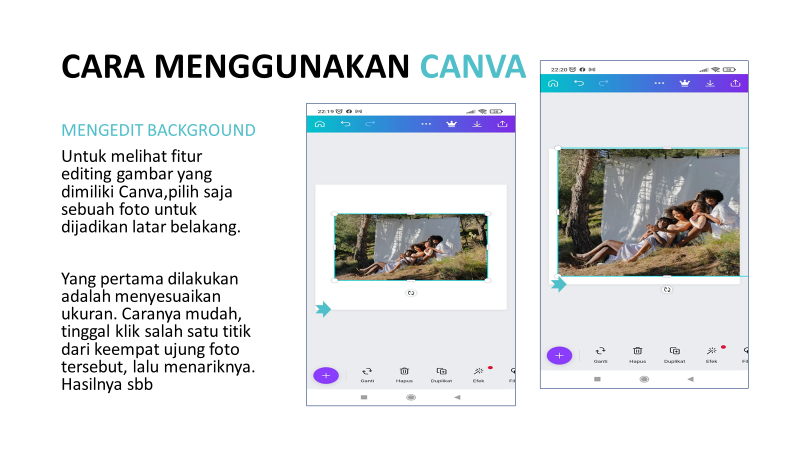 CARA MENGGUNAKAN CANVA
MENGEDIT BACKGROUND
Untuk melihat fitur
editing gambar yang
dimiliki Canva,pilih saja
sebuah foto untuk
dijadikan latar belakang.
Yang pertama dilakukan
adalah menyesuaikan
ukuran. Caranya mudah,
tinggal klik salah satu titik
dari keempat ujung foto
tersebut, lalu menariknya.
Hasilnya sbb
22:19
Ganti Hapus Duplikat Efek
22:20
Ganti Hapus Duplikat Efek